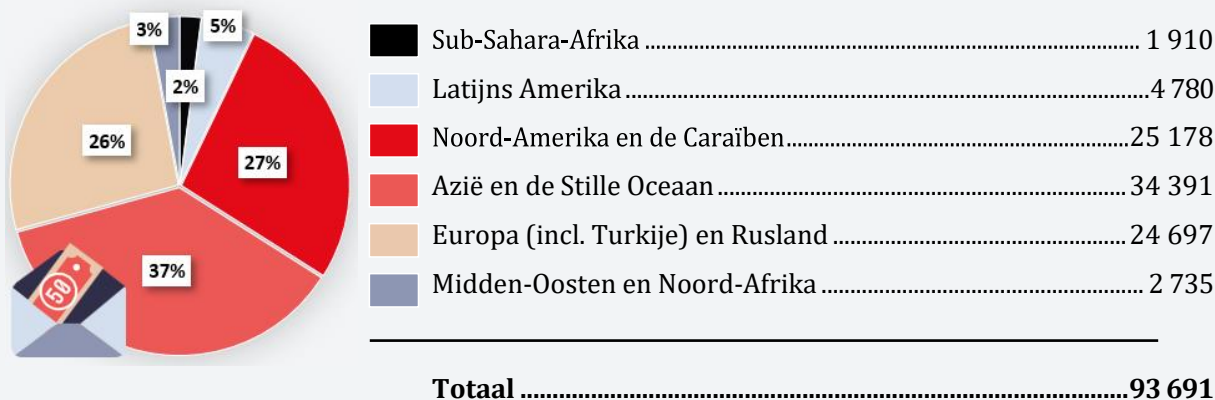 3%
5%
2%
26%
27%
37%
50
Sub-Sahara-Afrika ... 1 910
Latijns Amerika ... 4 780
Noord-Amerika en de Caraïben ... 25 178
Azië en de Stille Oceaan ... 34 391
Europa (incl. Turkije) en Rusland ... 24 697
Midden-Oosten en Noord-Afrika ... 2 735
Totaal ... 93 691